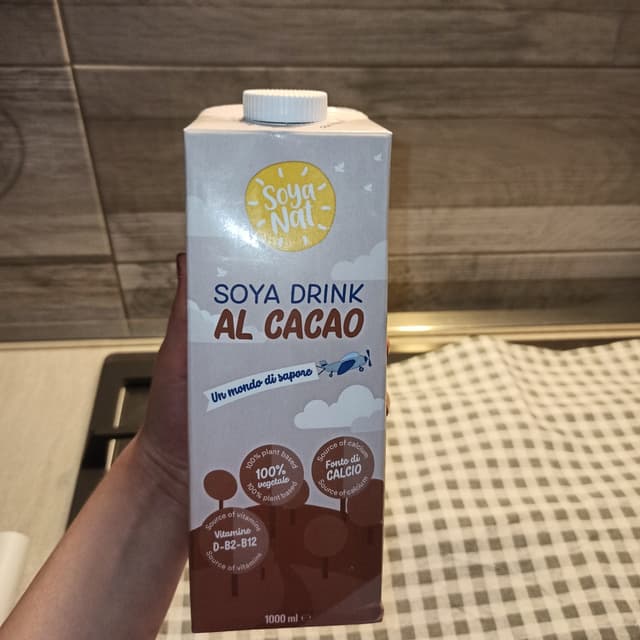 Soya
Nat
SOYA DRINK
AL CACAO
Un mondo di sapore
100% plant based
100%
vegetale
100% plant based
Source of calcium
Fonte di
CALCIO
Source of calcium
Source of vitamins
Vitamine
D-B2-B12
Source of vitamins
1000 ml e